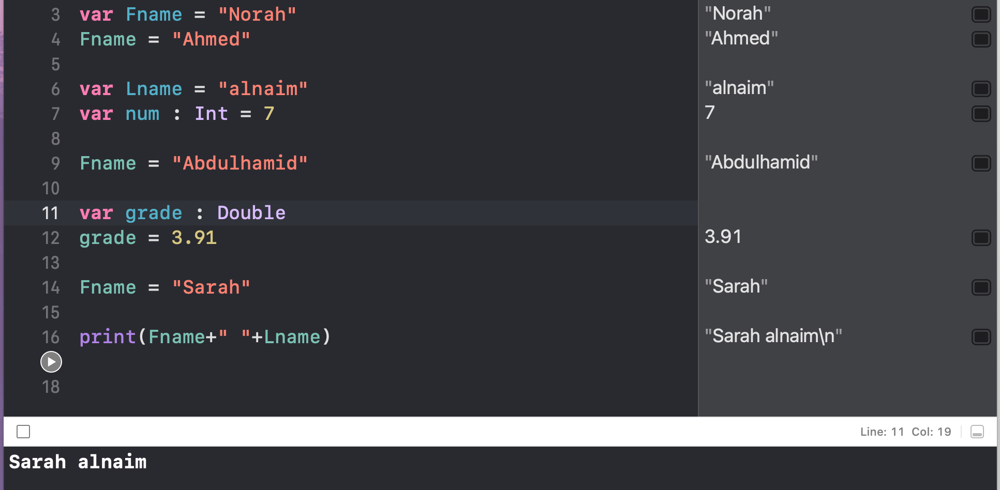 3 var Fname = "Norah" "Norah"
4 Fname = "Ahmed" "Ahmed"
5
6 var Lname = "alnaim" "alnaim"
7 var num : Int = 7 7
8
9 Fname = "Abdulhamid" "Abdulhamid"
10
11 var grade : Double
12 grade = 3.91 3.91
13
14 Fname = "Sarah" "Sarah"
15
16 print(Fname+" "+Lname) "Sarah alnaim\n"
18
Line: 11 Col: 19
Sarah alnaim